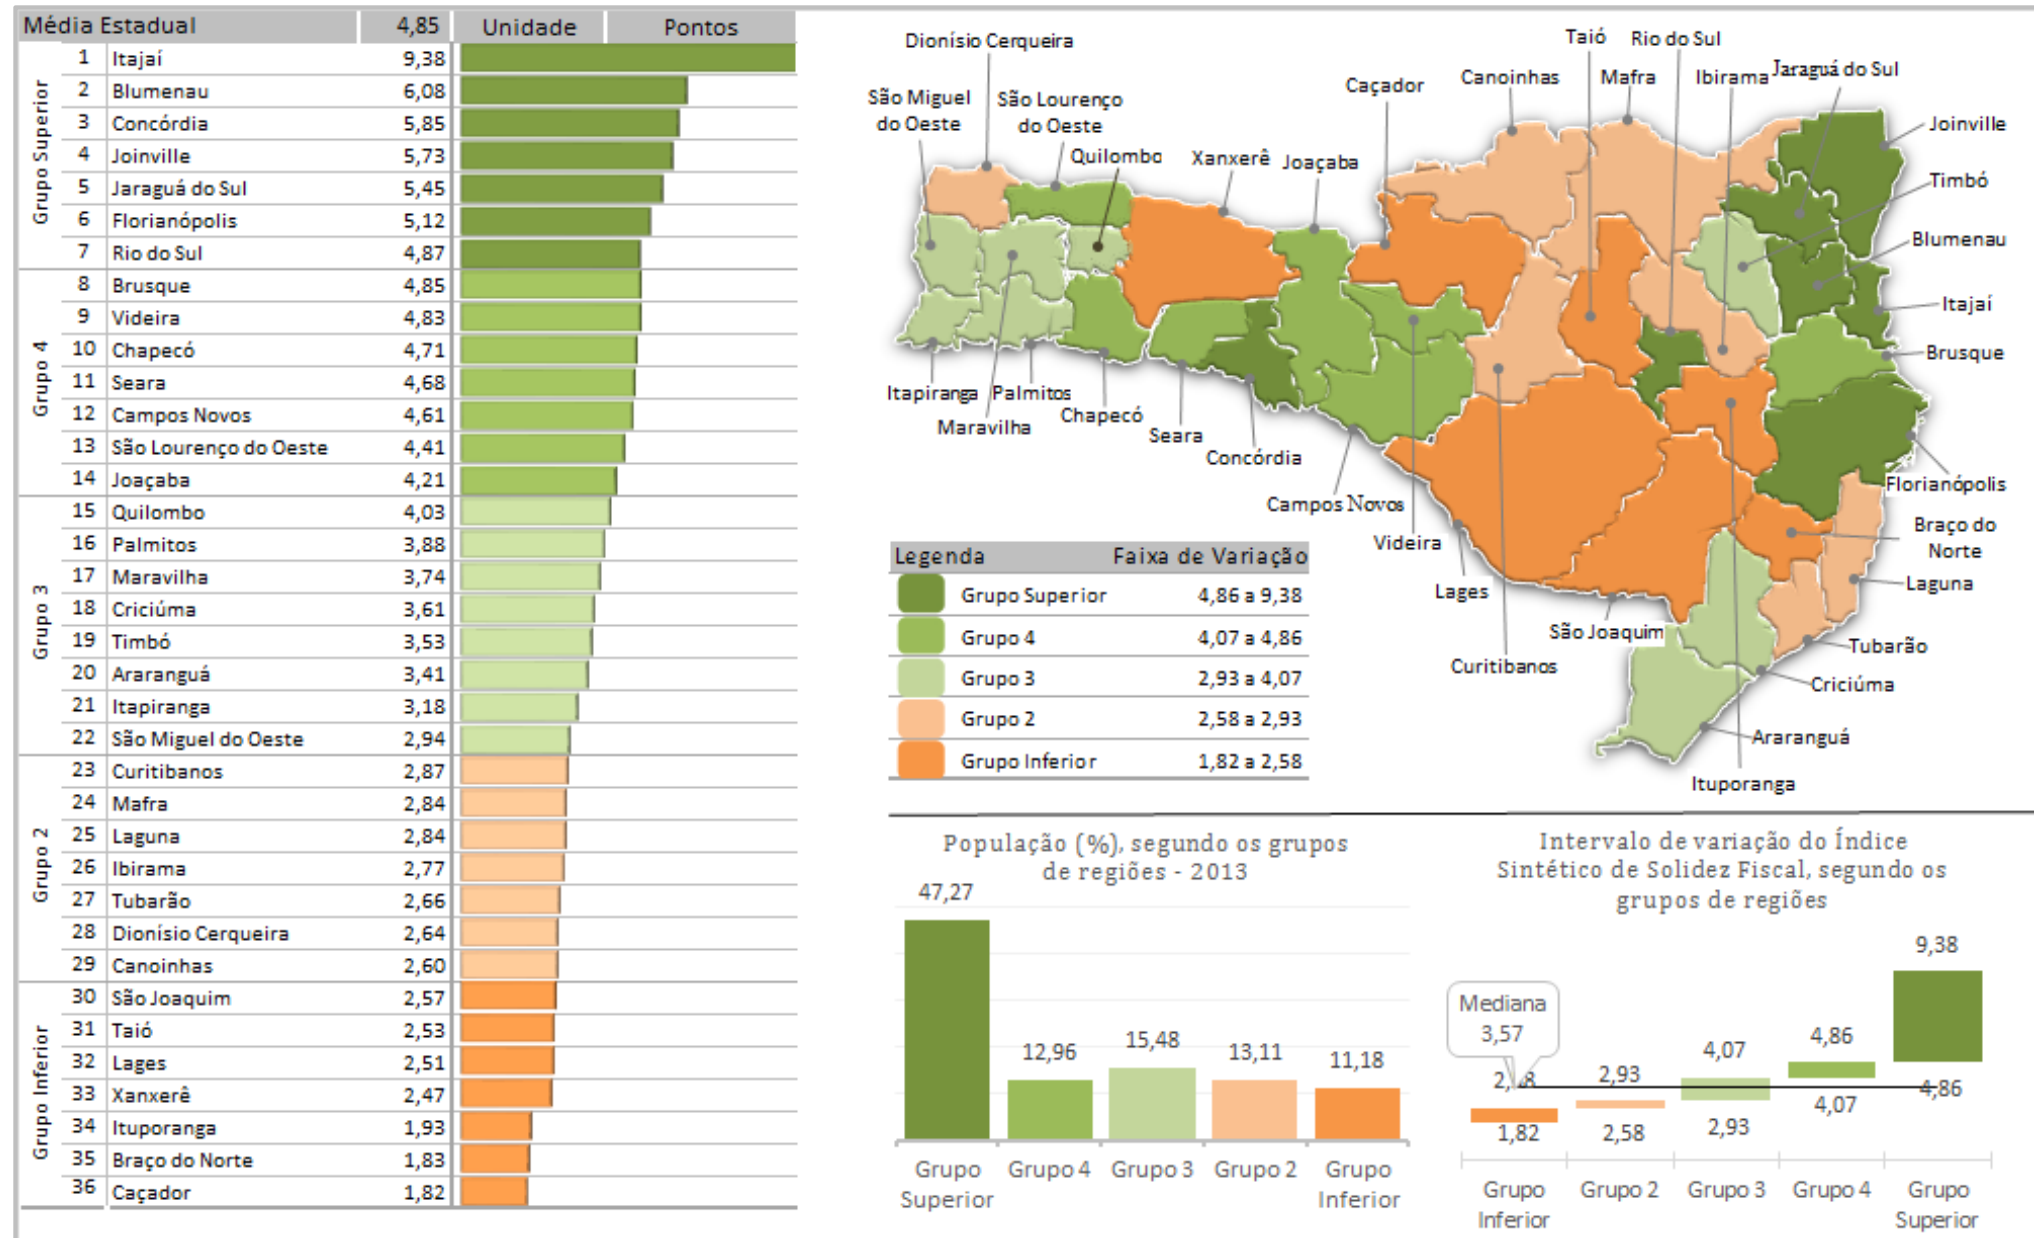 Média Estadual 4,85 Unidade Pontos
Grupo Superior
1 Itajaí 9,38
2 Blumenau 6,08
3 Concórdia 5,85
4 Joinville 5,73
5 Jaraguá do Sul 5,45
6 Florianópolis 5,12
7 Rio do Sul 4,87
Grupo 4
8 Brusque 4,85
9 Videira 4,83
10 Chapecó 4,71
11 Seara 4,68
12 Campos Novos 4,61
13 São Lourenço do Oeste 4,41
14 Joaçaba 4,21
Grupo 3
15 Quilombo 4,03
16 Palmitos 3,88
17 Maravilha 3,74
18 Criciúma 3,61
19 Timbó 3,53
20 Araranguá 3,41
21 Itapiranga 3,18
22 São Miguel do Oeste 2,94
Grupo 2
23 Curitibanos 2,87
24 Mafra 2,84
25 Laguna 2,84
26 Ibirama 2,77
27 Tubarão 2,66
28 Dionísio Cerqueira 2,64
29 Canoinhas 2,60
Grupo Inferior
30 São Joaquim 2,57
31 Taió 2,53
32 Lages 2,51
33 Xanxerê 2,47
34 Ituporanga 1,93
35 Braço do Norte 1,83
36 Caçador 1,82
Dionísio Cerqueira
Taió
Rio do Sul
São Miguel
do Oeste
São Lourenço
do Oeste
Quilombo
Xanxerê
Joaçaba
Caçador
Canoinhas
Mafra
Ibirama
Jaraguá do Sul
Joinville
Timbó
Blumenau
Itajaí
Brusque
Florianópolis
Braço do
Norte
Laguna
Tubarão
Criciúma
Araranguá
Ituporanga
Itapiranga
Palmitos
Maravilha
Chapecó
Seara
Concórdia
Campos Novos
Videira
Lages
São Joaquim
Curitibanos
Legenda Faixa de Variação
Grupo Superior 4,86 a 9,38
Grupo 4 4,07 a 4,86
Grupo 3 2,93 a 4,07
Grupo 2 2,58 a 2,93
Grupo Inferior 1,82 a 2,58
População (%), segundo os grupos
de regiões - 2013
47,27
12,96
15,48
13,11
11,18
Grupo
Superior
Grupo 4
Grupo 3
Grupo 2
Grupo
Inferior
Intervalo de variação do Índice
Sintético de Solidez Fiscal, segundo os
grupos de regiões
Mediana
3,57
2,93
4,07
4,86
9,38
1,82
2,58
2,93
4,07
4,86
Grupo
Inferior
Grupo 2
Grupo 3
Grupo 4
Grupo
Superior